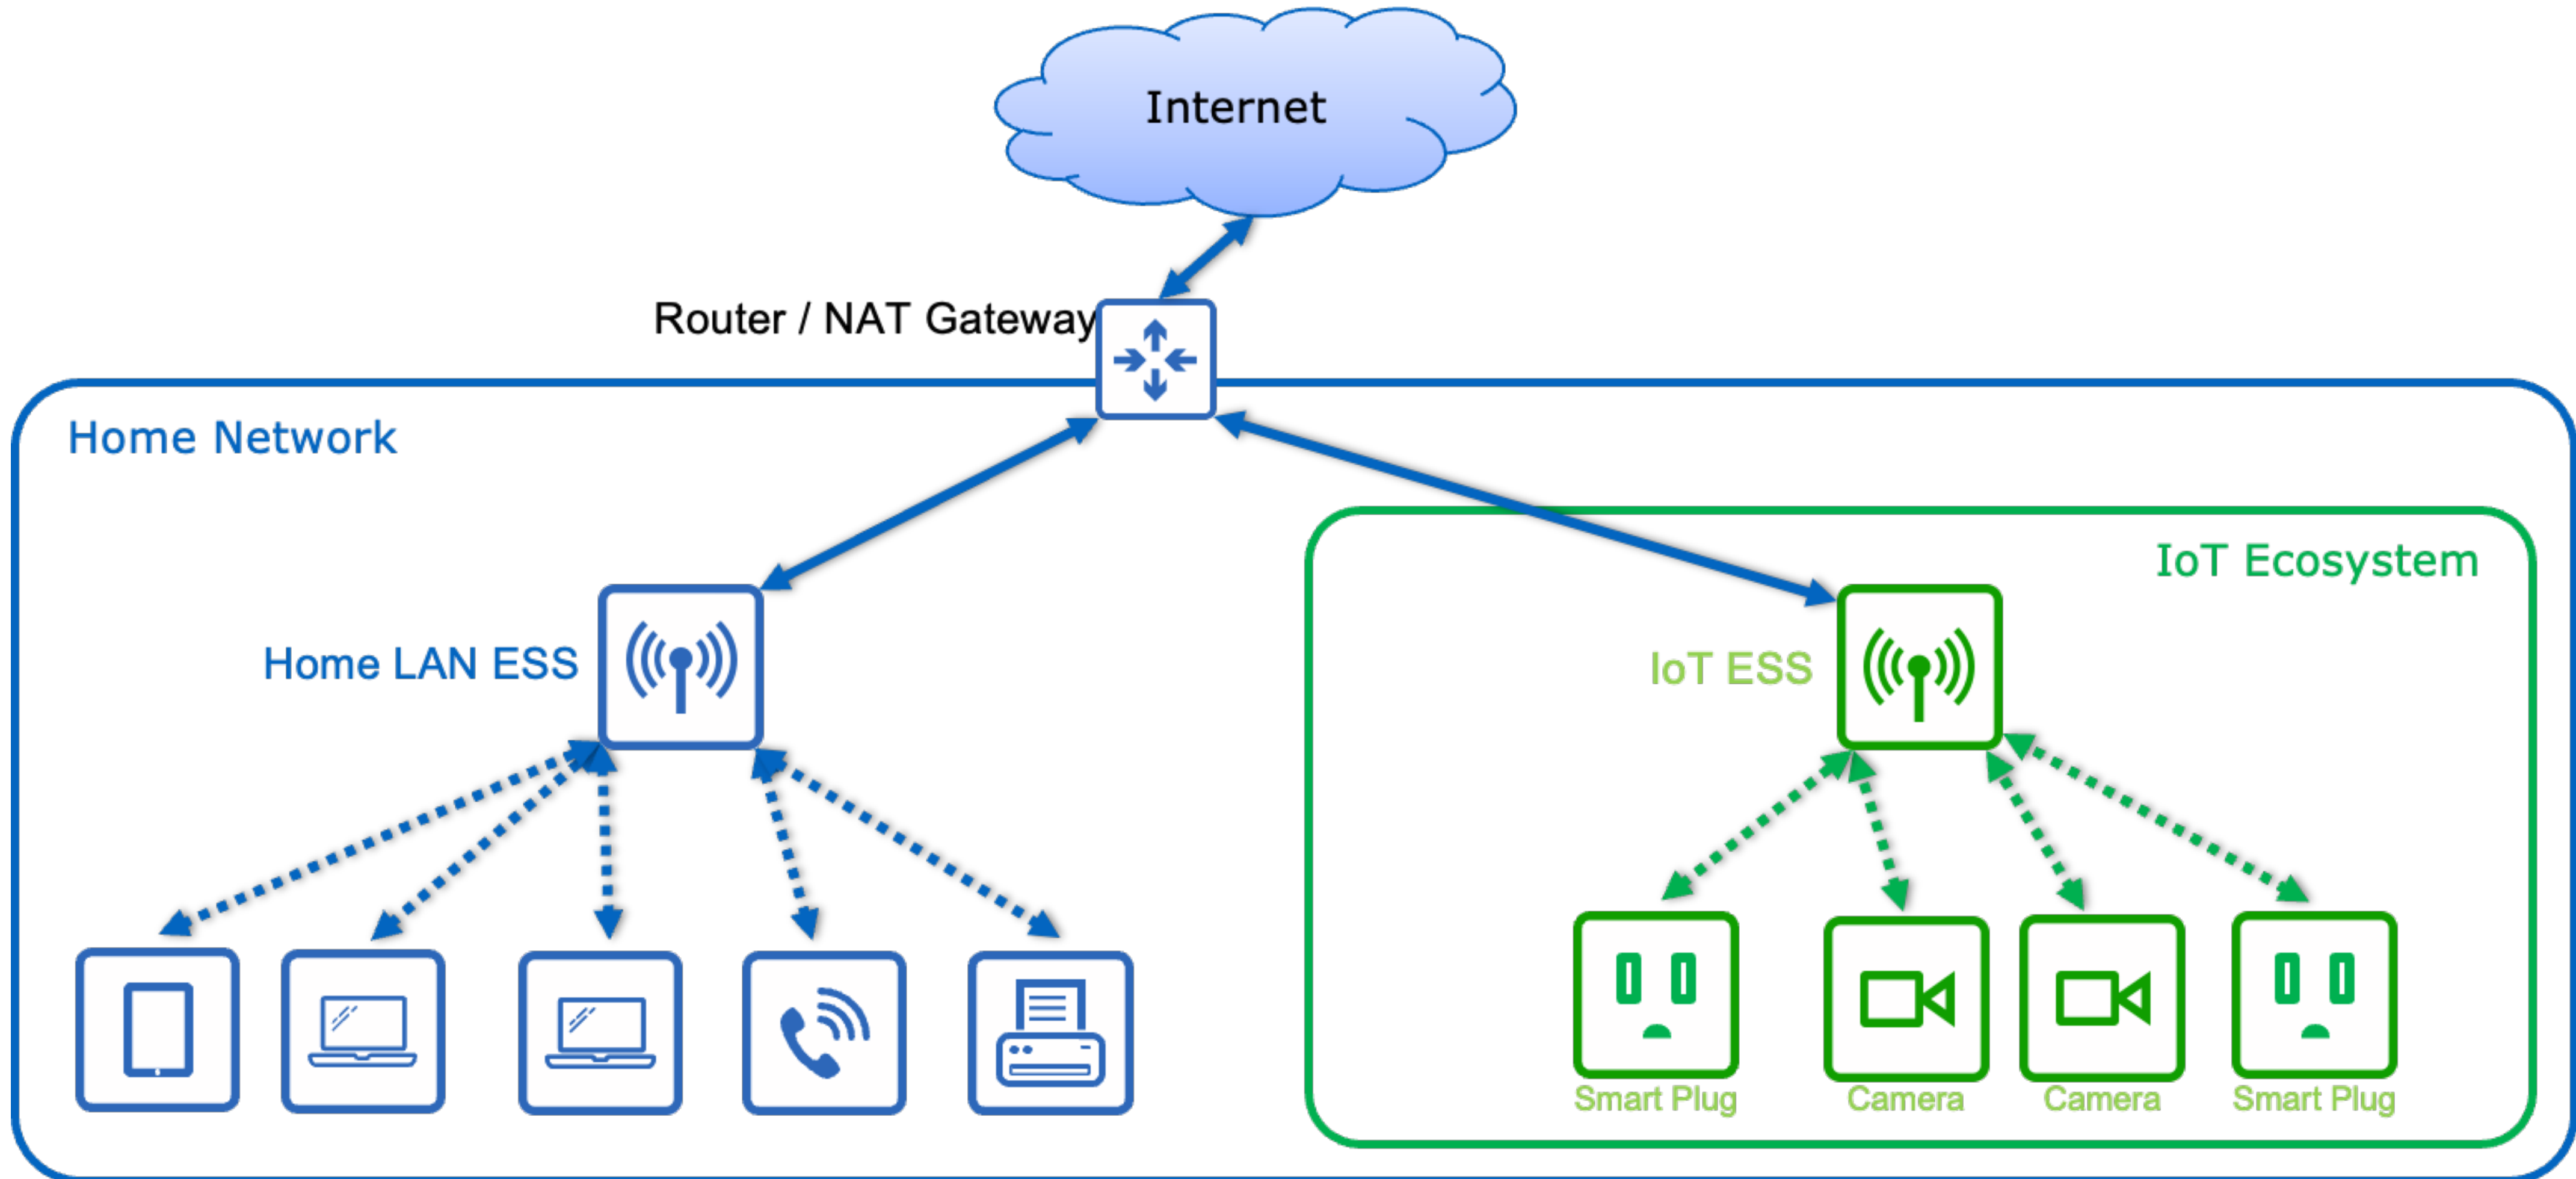 Internet
Router / NAT Gateway
Home Network
IoT Ecosystem
Home LAN ESS
IoT ESS
Smart Plug
Camera
Camera
Smart Plug